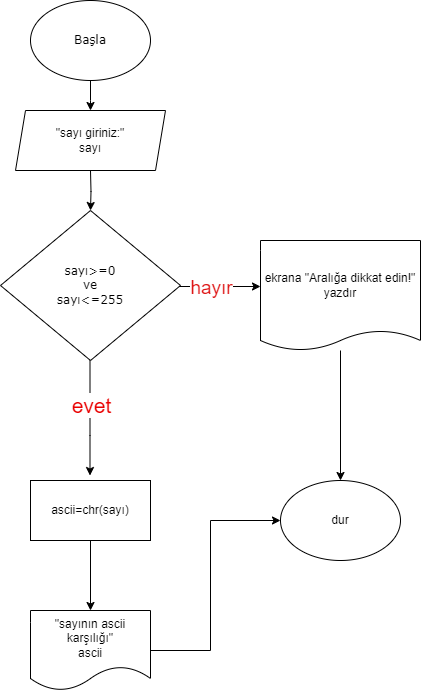 Başla
"sayı giriniz:"
sayı
sayı>=0
ve
sayı<=255
hayır
ekrana "Aralığa dikkat edin!"
yazdır
evet
ascii=chr(sayı)
dur
"sayının ascii
karşılığı"
ascii